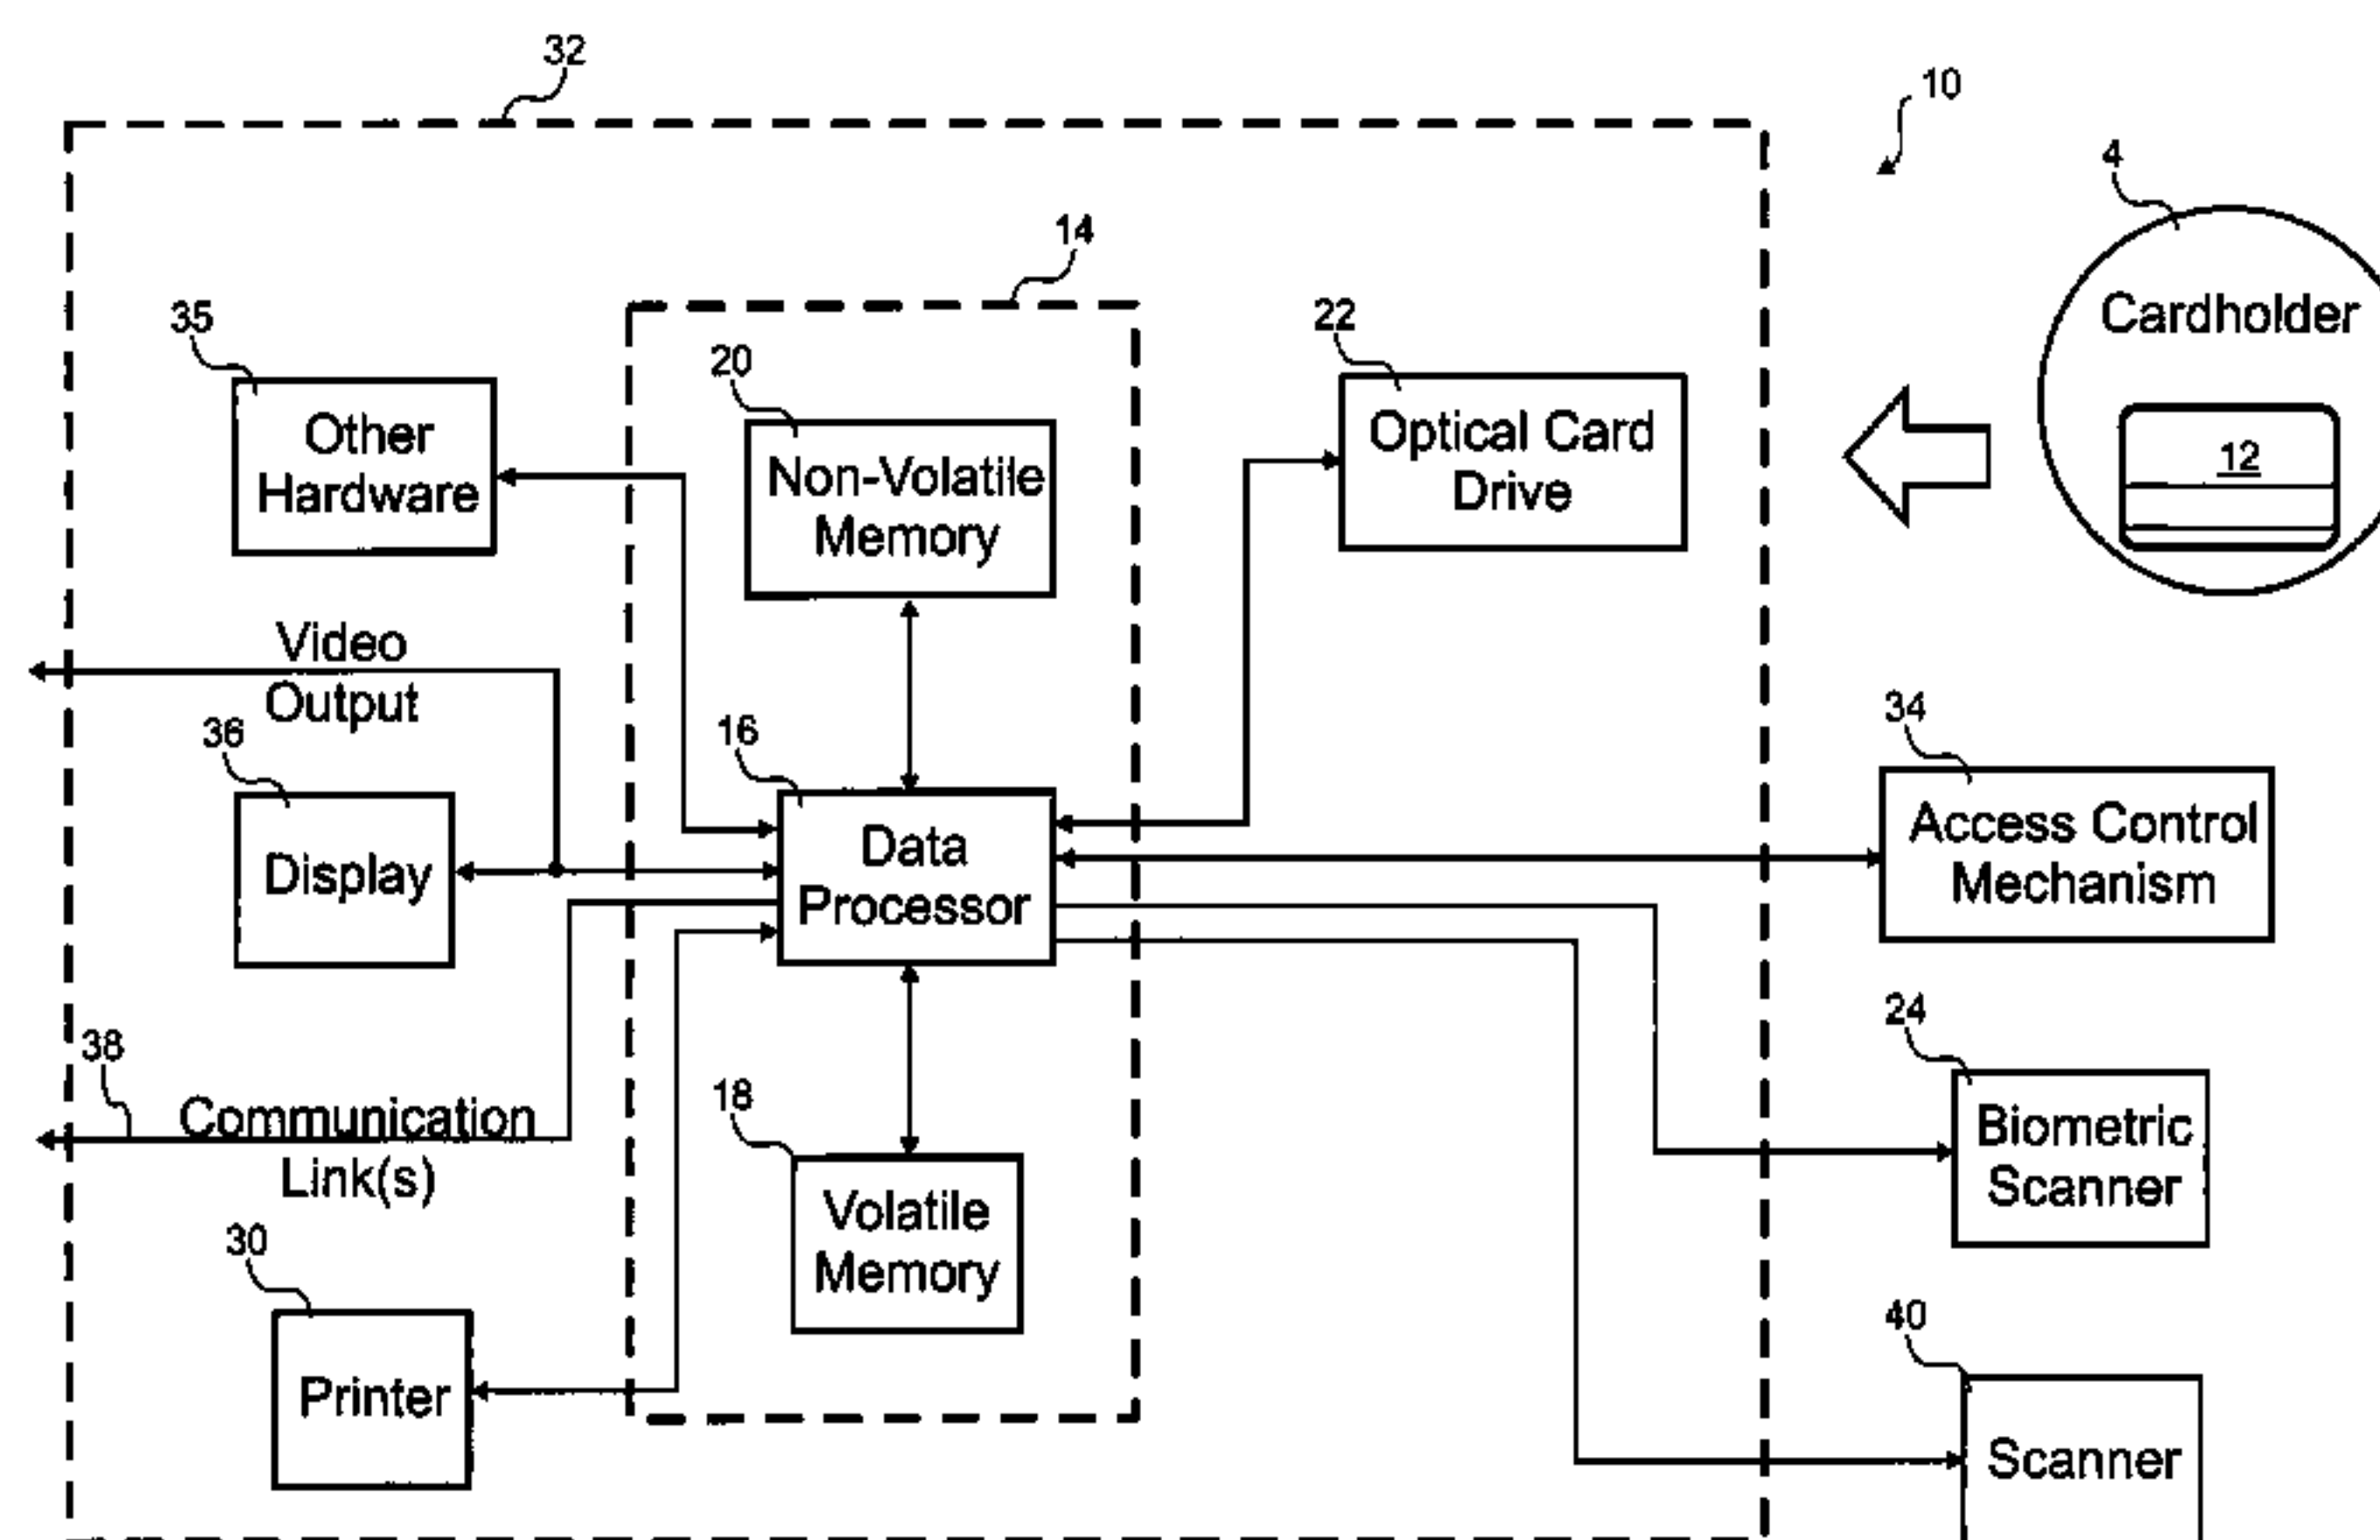 32
10
4
14
Cardholder
35
22
20
Other
Hardware
Optical Card
Drive
12
Non-Volatile
Memory
Video
Output
36
16
34
Display
Data
Processor
Access Control
Mechanism
24
38
18
Communication
Link(s)
Biometric
Scanner
Volatile
Memory
30
40
Printer
Scanner